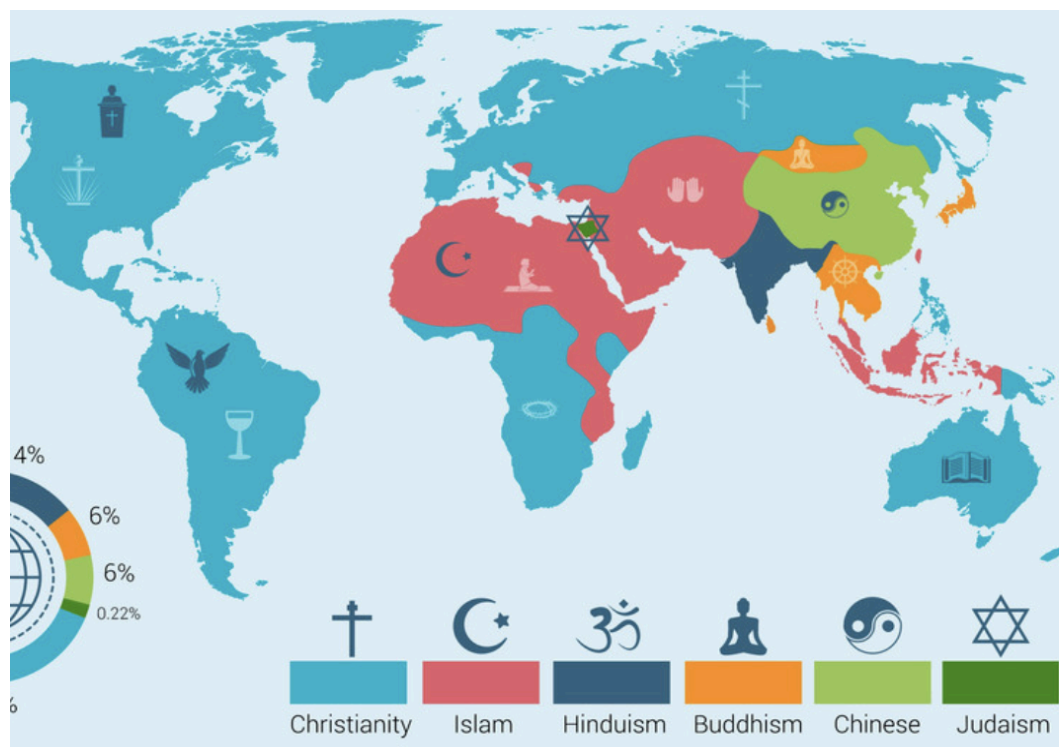 4%
6%
6%
0.22%
%
Christianity
Islam
Hinduism
Buddhism
Chinese
Judaism